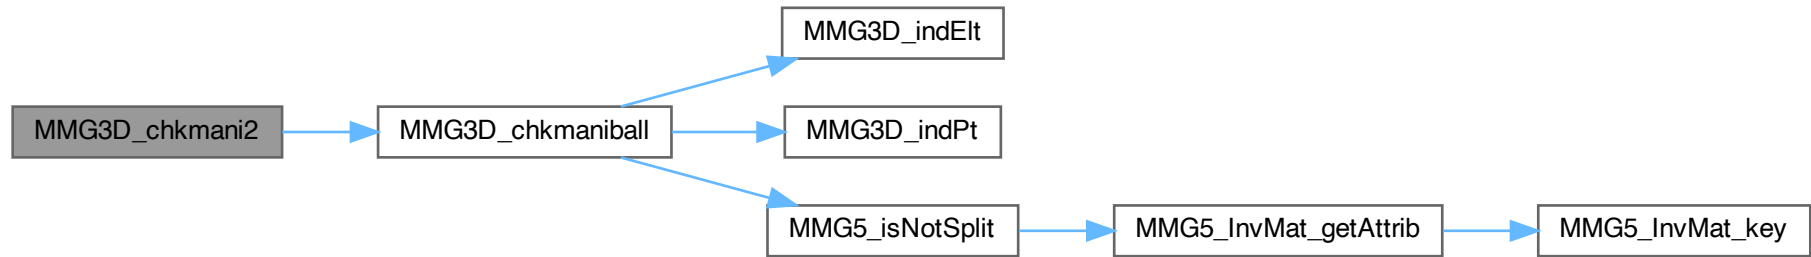 MMG3D_chkmani2
MMG3D_chkmaniball
MMG3D_indElt
MMG3D_indPt
MMG5_isNotSplit
MMG5_InvMat_getAttrib
MMG5_InvMat_key